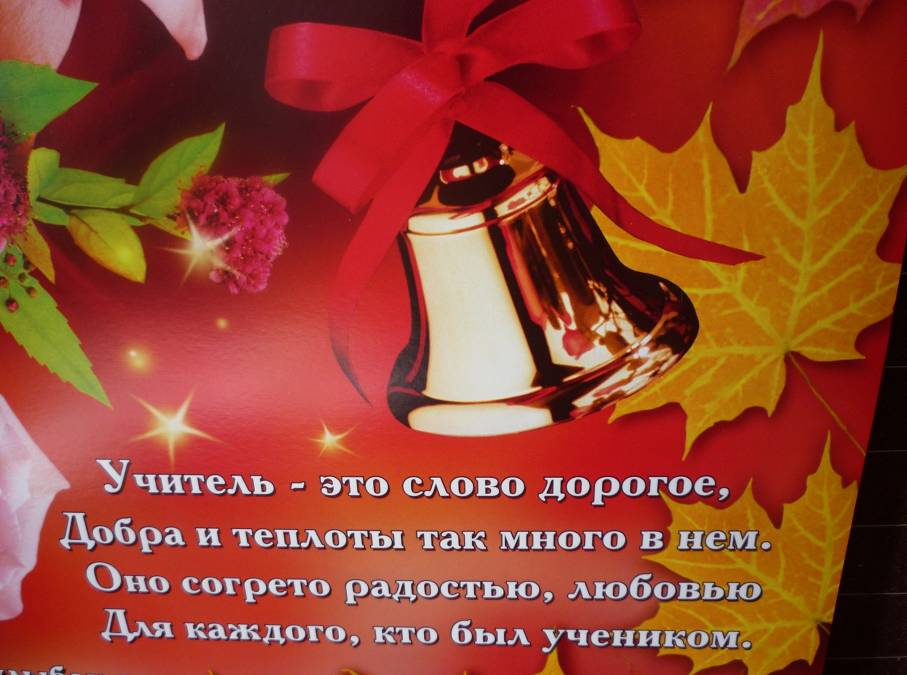 Учитель - это слово дорогое,
Добра и теплоты так много в нем.
Оно согрето радостью, любовью
Для каждого, кто был учеником.